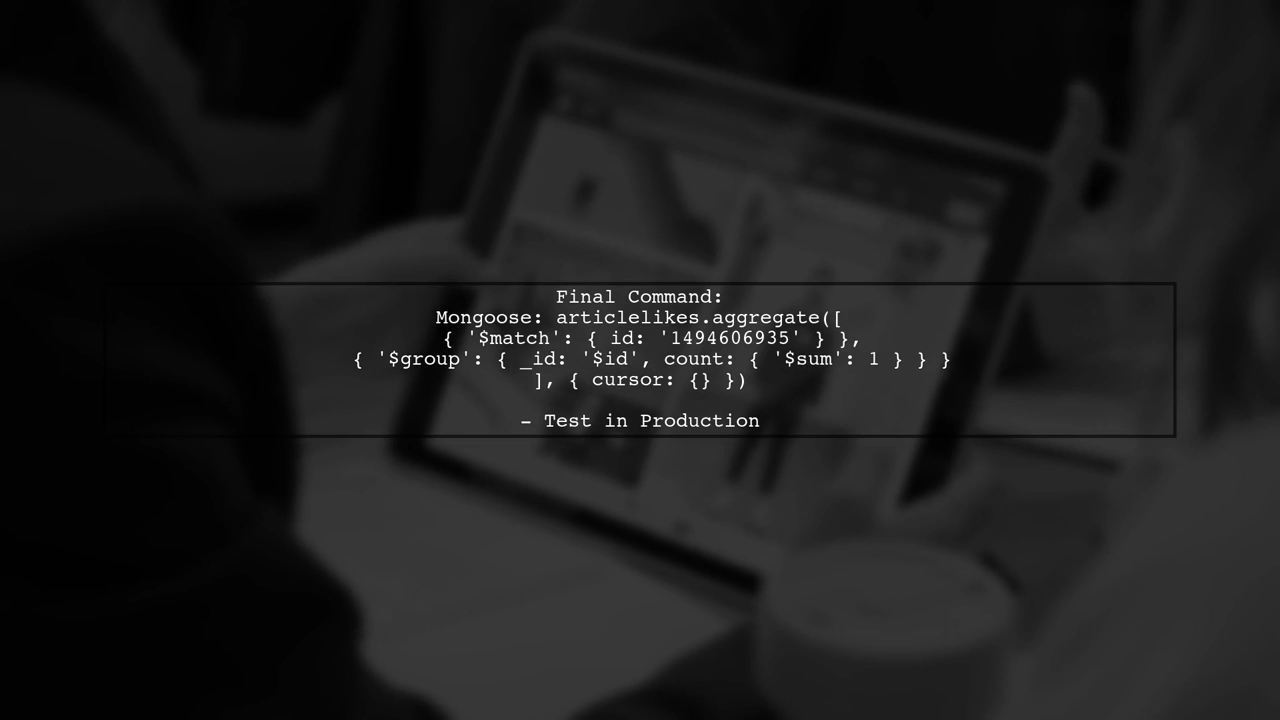 Final Command:
Mongoose: articlelikes.aggregate([
{ '$match': { id: '1494606935' } },
{ '$group': { _id: '$id', count: { '$sum': 1 } } }
], { cursor: {} })
- Test in Production